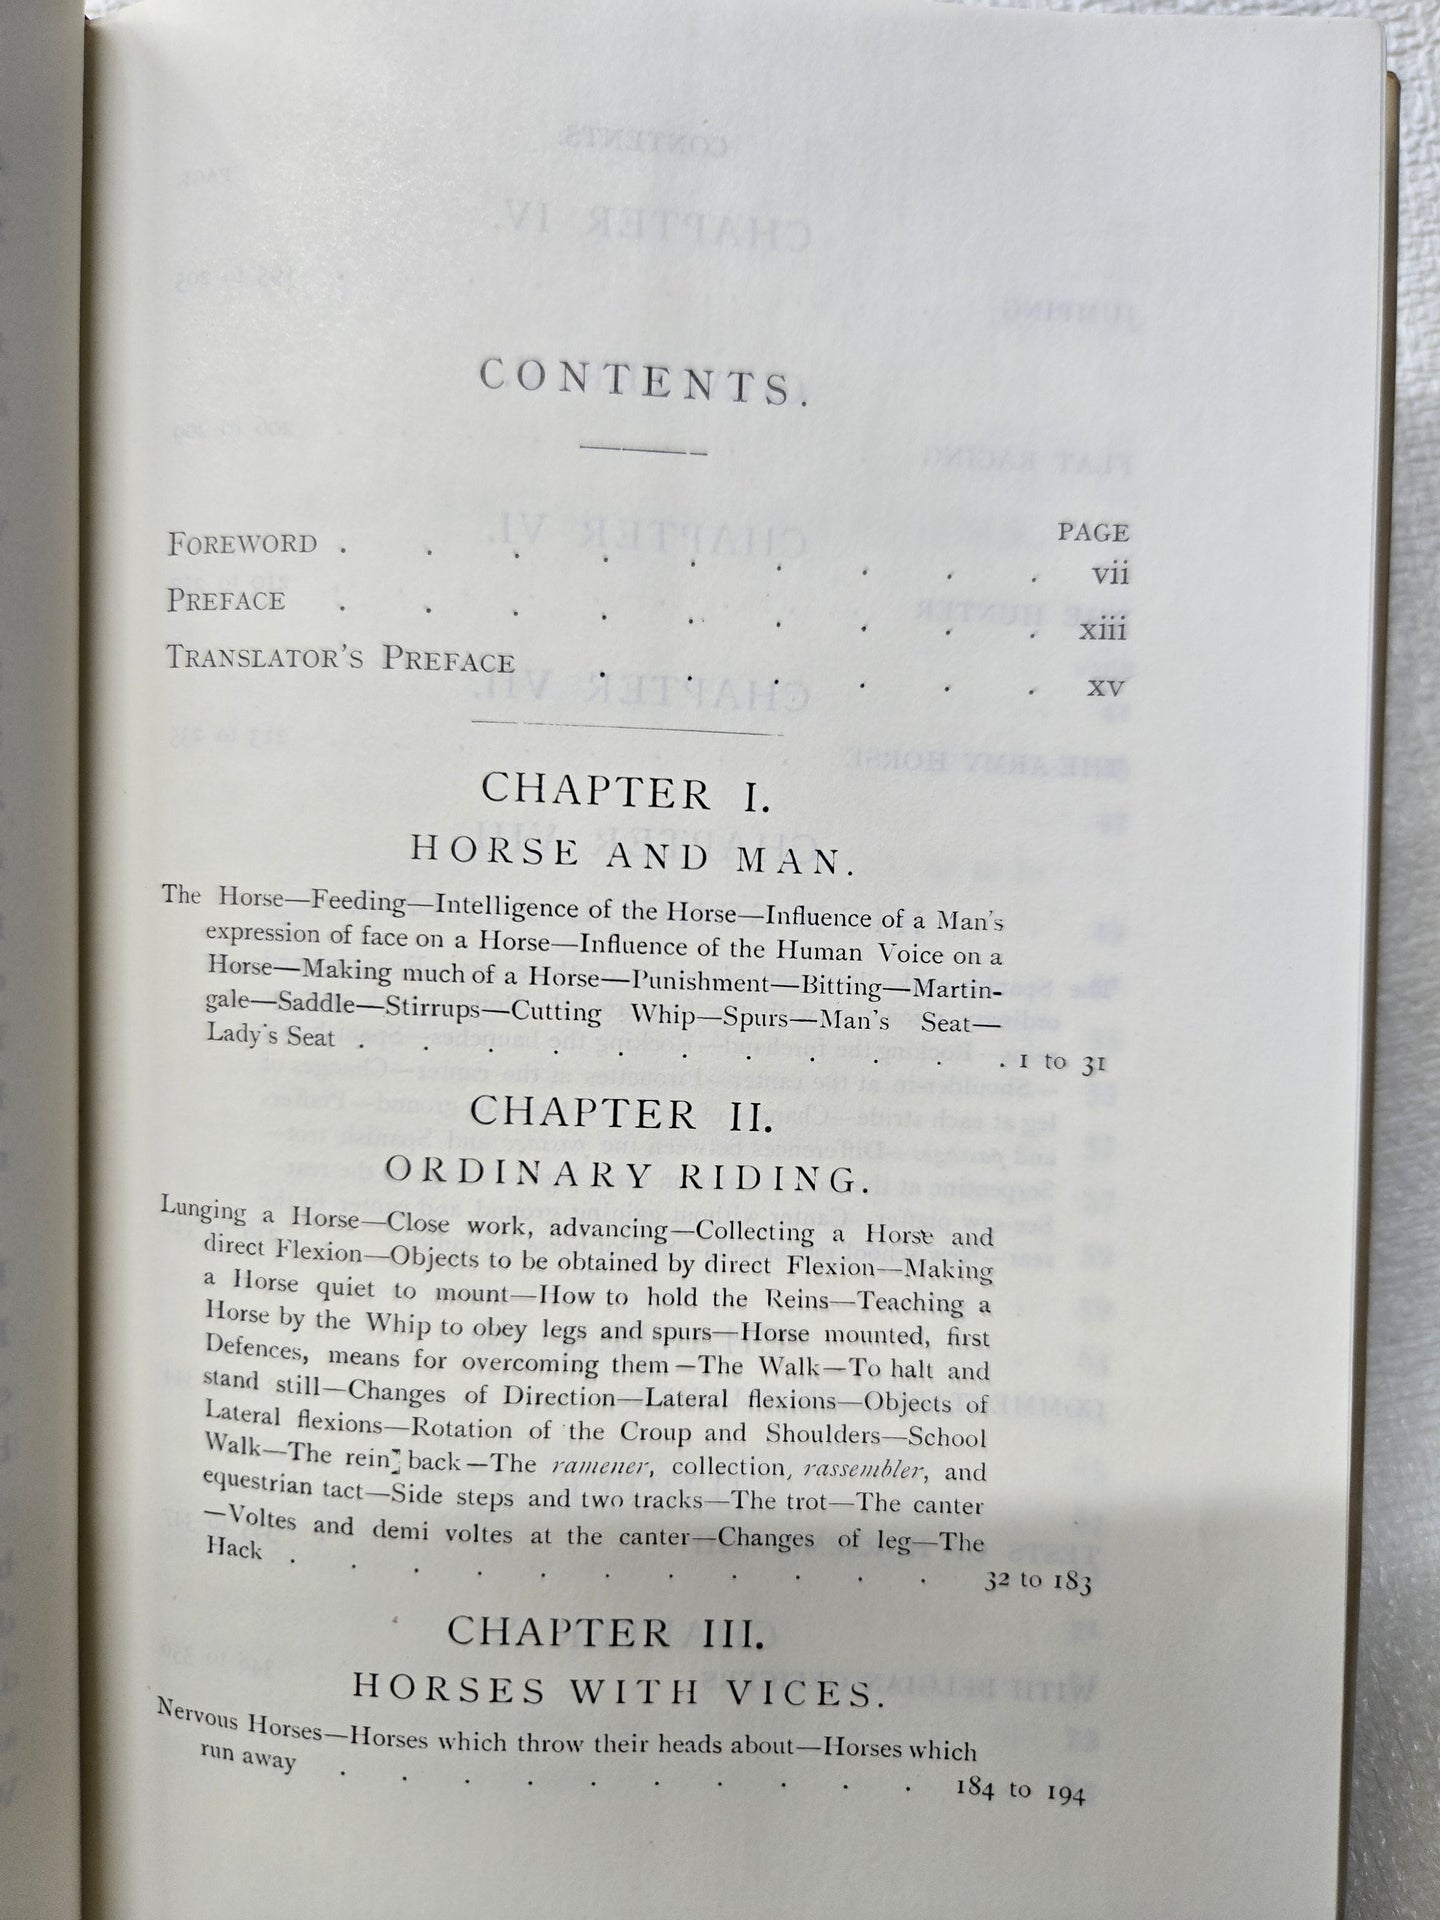 CONTENTS.
PAGE
FOREWORD . . . . . . . . . vii
PREFACE . . . . . . . . . xiii
TRANSLATOR'S PREFACE . . . . . . xv
CHAPTER I.
HORSE AND MAN.
The Horse—Feeding—Intelligence of the Horse—Influence of a Man's
expression of face on a Horse—Influence of the Human Voice on a
Horse—Making much of a Horse—Punishment—Bitting—Martin-
gale—Saddle—Stirrups—Cutting Whip—Spurs—Man's Seat—
Lady's Seat . . . . . . . . . . . 1 to 31
CHAPTER II.
ORDINARY RIDING.
Lunging a Horse—Close work, advancing—Collecting a Horse and
direct Flexion—Objects to be obtained by direct Flexion—Making
a Horse quiet to mount—How to hold the Reins—Teaching a
Horse by the Whip to obey legs and spurs—Horse mounted, first
Defences, means for overcoming them—The Walk—To halt and
stand still—Changes of Direction—Lateral flexions—Objects of
Lateral flexions—Rotation of the Croup and Shoulders—School
Walk—The rein back—The ramener, collection, rassembler, and
equestrian tact—Side steps and two tracks—The trot—The canter
—Voltes and demi voltes at the canter—Changes of leg—The
Hack . . . . . . . . . . . 32 to 183
CHAPTER III.
HORSES WITH VICES.
Nervous Horses—Horses which throw their heads about—Horses which
run away . . . . . . . . . . 184 to 194